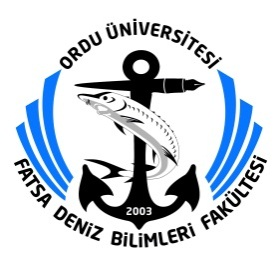 ORDU ÜNİVERSİTESİ
2003
FATSA DENİZ BİLİMLERİ FAKÜLTESİ